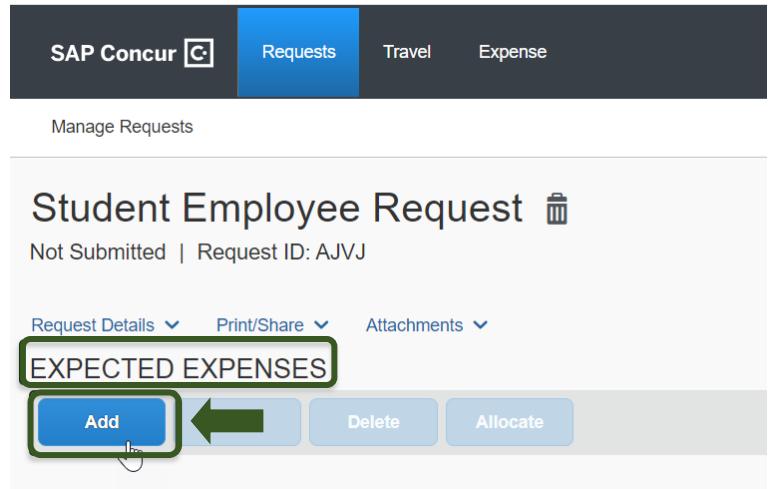 SAP Concur C Requests Travel Expense
Manage Requests
Student Employee Request
Not Submitted | Request ID: AJVJ
Request Details Print/Share Attachments
EXPECTED EXPENSES
Add Delete Allocate